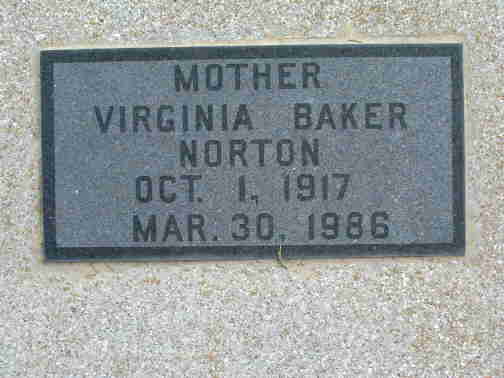 MOTHER
VIRGINIA BAKER
NORTON
OCT. 1, 1917
MAR. 30, 1986